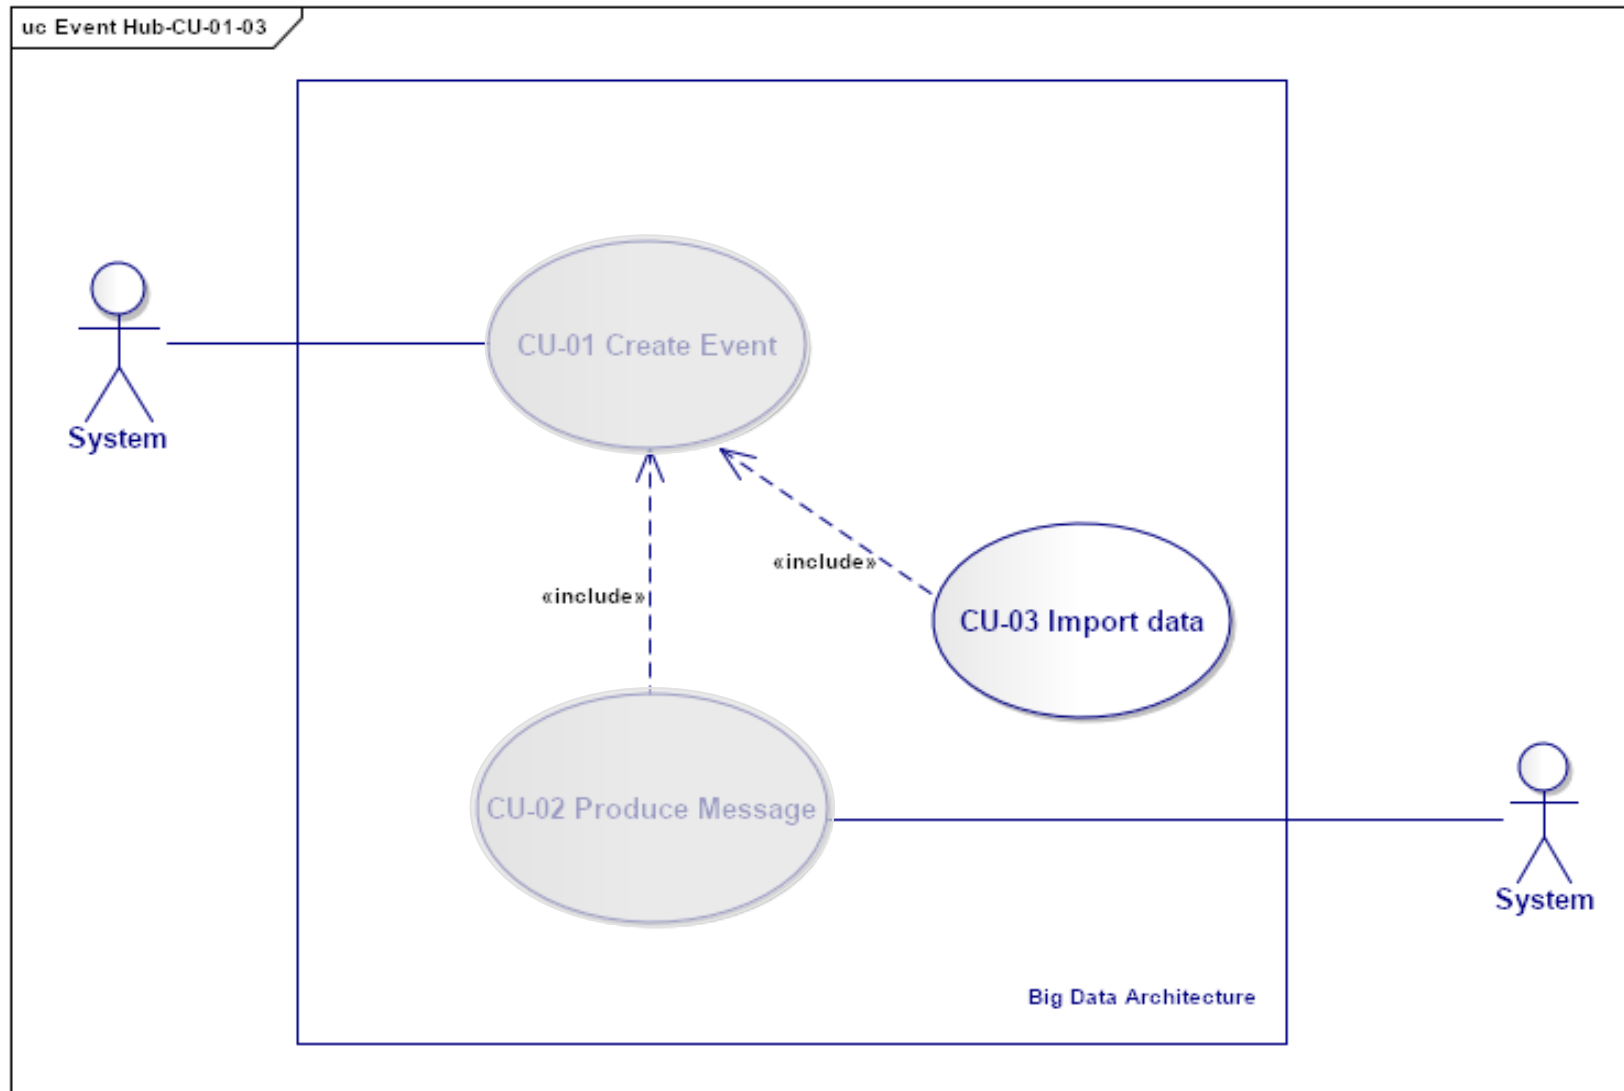 uc Event Hub-CU-01-03
CU-01 Create Event
System
«include»
«include»
CU-03 Import data
CU-02 Produce Message
System
Big Data Architecture